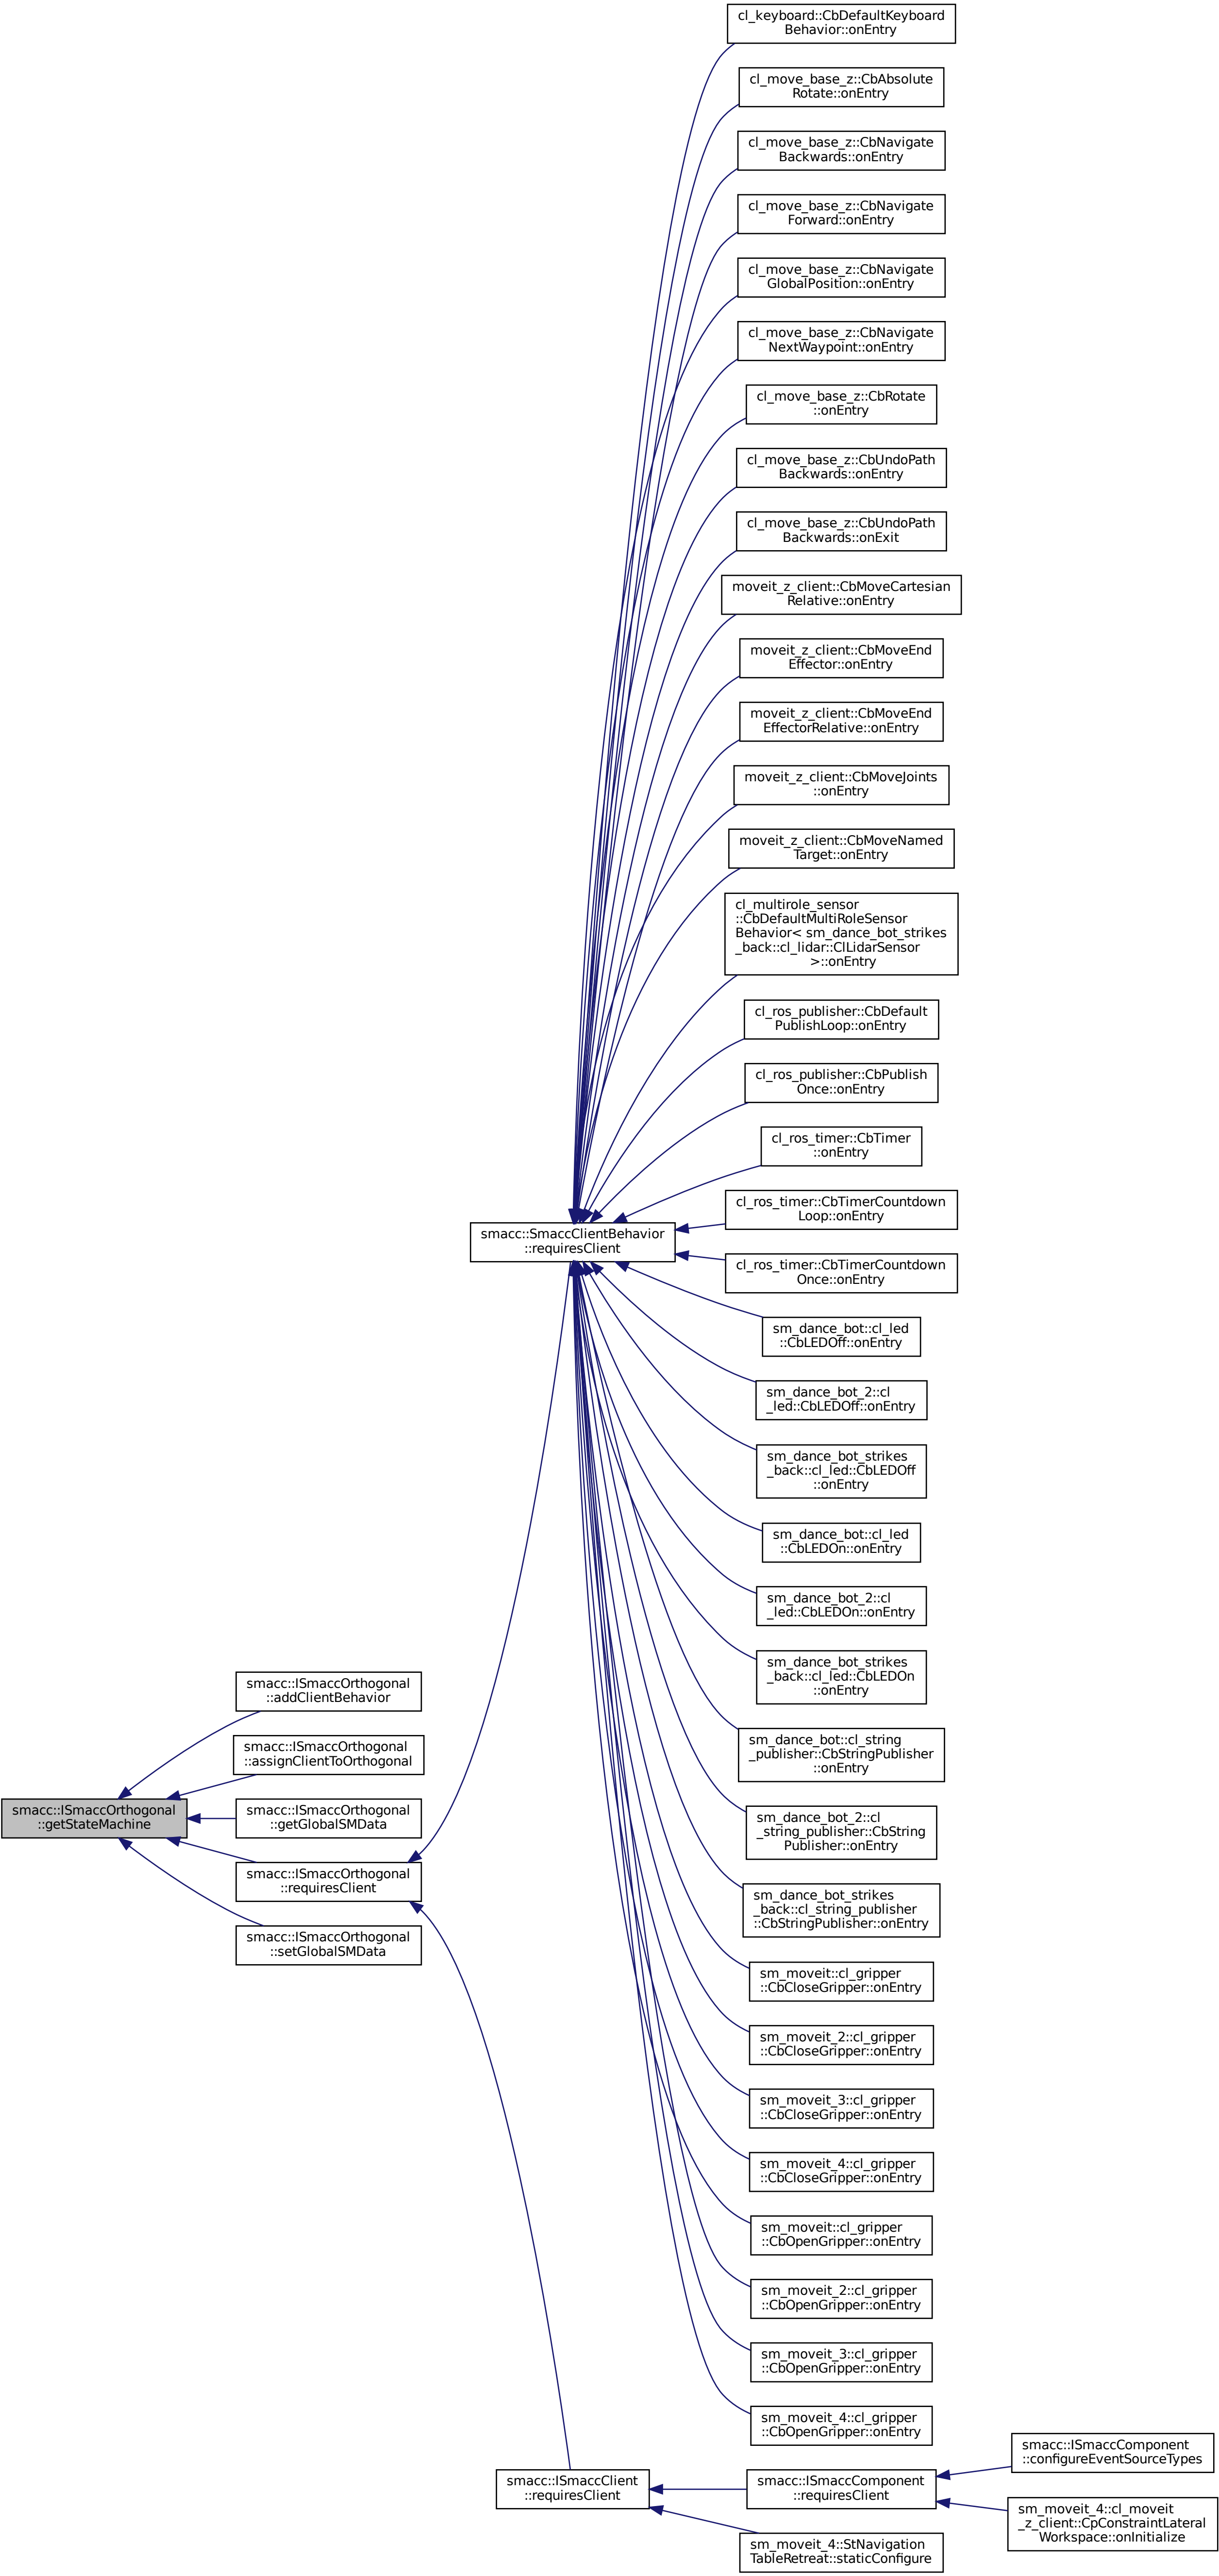 cl_keyboard::CbDefaultKeyboard
Behavior::onEntry
cl_move_base_z::CbAbsolute
Rotate::onEntry
cl_move_base_z::CbNavigate
Backwards::onEntry
cl_move_base_z::CbNavigate
Forward::onEntry
cl_move_base_z::CbNavigate
GlobalPosition::onEntry
cl_move_base_z::CbNavigate
NextWaypoint::onEntry
cl_move_base_z::CbRotate
::onEntry
cl_move_base_z::CbUndoPath
Backwards::onEntry
cl_move_base_z::CbUndoPath
Backwards::onExit
moveit_z_client::CbMoveCartesian
Relative::onEntry
moveit_z_client::CbMoveEnd
Effector::onEntry
moveit_z_client::CbMoveEnd
EffectorRelative::onEntry
moveit_z_client::CbMoveJoints
::onEntry
moveit_z_client::CbMoveNamed
Target::onEntry
cl_multirole_sensor
::CbDefaultMultiRoleSensor
Behavior< sm_dance_bot_strikes
_back::cl_lidar::ClLidarSensor
>::onEntry
cl_ros_publisher::CbDefault
PublishLoop::onEntry
cl_ros_publisher::CbPublish
Once::onEntry
cl_ros_timer::CbTimer
::onEntry
cl_ros_timer::CbTimerCountdown
Loop::onEntry
smacc::SmaccClientBehavior
::requiresClient
cl_ros_timer::CbTimerCountdown
Once::onEntry
sm_dance_bot::cl_led
::CbLEDOff::onEntry
sm_dance_bot_2::cl
_led::CbLEDOff::onEntry
sm_dance_bot_strikes
_back::cl_led::CbLEDOff
::onEntry
sm_dance_bot::cl_led
::CbLEDOn::onEntry
sm_dance_bot_2::cl
_led::CbLEDOn::onEntry
sm_dance_bot_strikes
_back::cl_led::CbLEDOn
::onEntry
smacc::ISmaccOrthogonal
::addClientBehavior
sm_dance_bot::cl_string
_publisher::CbStringPublisher
::onEntry
smacc::ISmaccOrthogonal
::assignClientToOrthogonal
smacc::ISmaccOrthogonal
::getStateMachine
smacc::ISmaccOrthogonal
::getGlobalSMData
sm_dance_bot_2::cl
_string_publisher::CbString
Publisher::onEntry
smacc::ISmaccOrthogonal
::requiresClient
sm_dance_bot_strikes
_back::cl_string_publisher
::CbStringPublisher::onEntry
smacc::ISmaccOrthogonal
::setGlobalSMData
sm_moveit::cl_gripper
::CbCloseGripper::onEntry
sm_moveit_2::cl_gripper
::CbCloseGripper::onEntry
sm_moveit_3::cl_gripper
::CbCloseGripper::onEntry
sm_moveit_4::cl_gripper
::CbCloseGripper::onEntry
sm_moveit::cl_gripper
::CbOpenGripper::onEntry
sm_moveit_2::cl_gripper
::CbOpenGripper::onEntry
sm_moveit_3::cl_gripper
::CbOpenGripper::onEntry
sm_moveit_4::cl_gripper
::CbOpenGripper::onEntry
smacc::ISmaccComponent
::configureEventSourceTypes
smacc::ISmaccClient
::requiresClient
smacc::ISmaccComponent
::requiresClient
sm_moveit_4::cl_moveit
_z_client::CpConstraintLateral
Workspace::onInitialize
sm_moveit_4::StNavigation
TableRetreat::staticConfigure